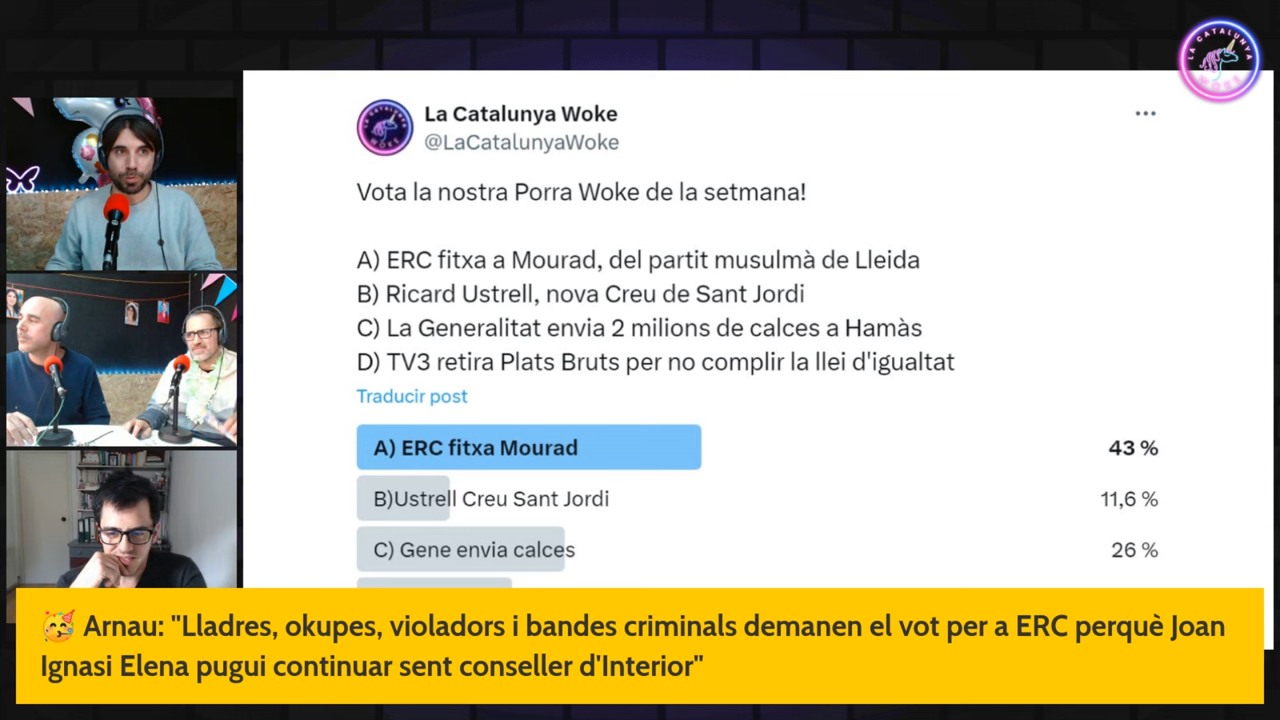 LA CATALUNYA
WOKE
La Catalunya Woke
@LaCatalunyaWoke
Vota la nostra Porra Woke de la setmana!
A) ERC fitxa a Mourad, del partit musulmà de Lleida
B) Ricard Ustrell, nova Creu de Sant Jordi
C) La Generalitat envia 2 milions de calces a Hamàs
D) TV3 retira Plats Bruts per no complir la llei d'igualtat
Traducir post
A) ERC fitxa Mourad 43 %
B)Ustrell Creu Sant Jordi 11,6 %
C) Gene envia calces 26 %
🥳 Arnau: "Lladres, okupes, violadors i bandes criminals demanen el vot per a ERC perquè Joan
Ignasi Elena pugui continuar sent conseller d'Interior"